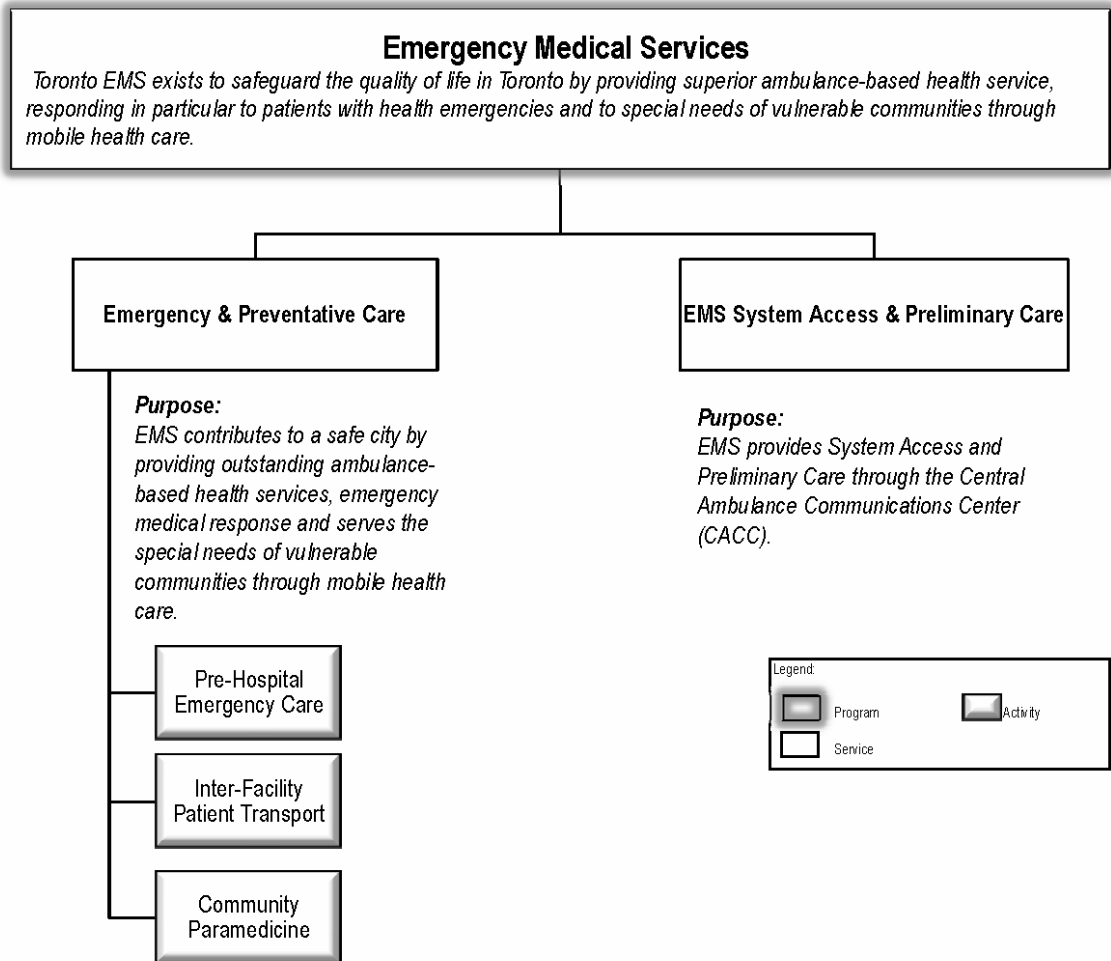 Emergency Medical Services
Toronto EMS exists to safeguard the quality of life in Toronto by providing superior ambulance-based health service,
responding in particular to patients with health emergencies and to special needs of vulnerable communities through
mobile health care.
Emergency & Preventative Care
EMS System Access & Preliminary Care
Purpose:
EMS contributes to a safe city by
providing outstanding ambulance-
based health services, emergency
medical response and serves the
special needs of vulnerable
communities through mobile health
care.
Purpose:
EMS provides System Access and
Preliminary Care through the Central
Ambulance Communications Center
(CACC).
Pre-Hospital
Emergency Care
Inter-Facility
Patient Transport
Community
Paramedicine
Legend:
Program
Activity
Service